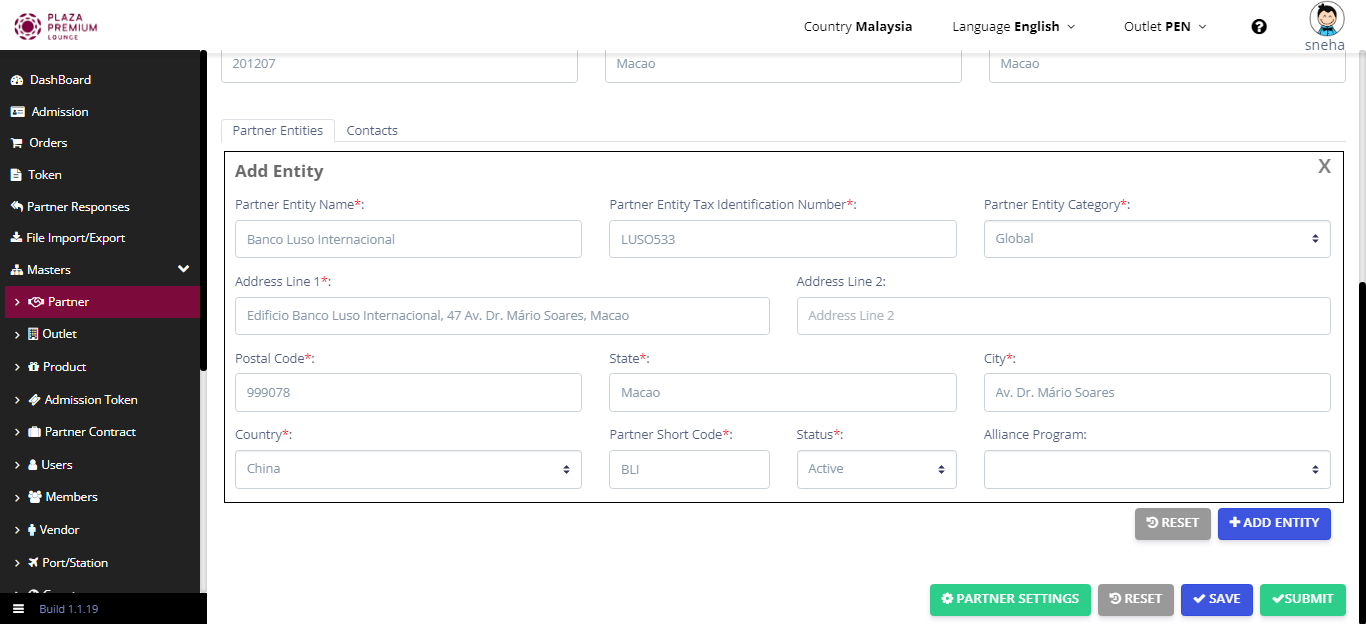 PLAZA
PREMIUM
LOUNGE
Country Malaysia
Language English
Outlet PEN
sneha
DashBoard
Admission
Orders
Token
Partner Responses
File Import/Export
Masters
Partner
Outlet
Product
Admission Token
Partner Contract
Users
Members
Vendor
Port/Station
Build 1.1.19
201207
Macao
Macao
Partner Entities
Contacts
Add Entity
X
Partner Entity Name*:
Partner Entity Tax Identification Number*:
Partner Entity Category*:
Banco Luso Internacional
LUSO533
Global
Address Line 1*:
Address Line 2:
Edificio Banco Luso Internacional, 47 Av. Dr. Mário Soares, Macao
Address Line 2
Postal Code*:
State*:
City*:
999078
Macao
Av. Dr. Mário Soares
Country*:
Partner Short Code*:
Status*:
Alliance Program:
China
BLI
Active
RESET
ADD ENTITY
PARTNER SETTINGS
RESET
SAVE
SUBMIT